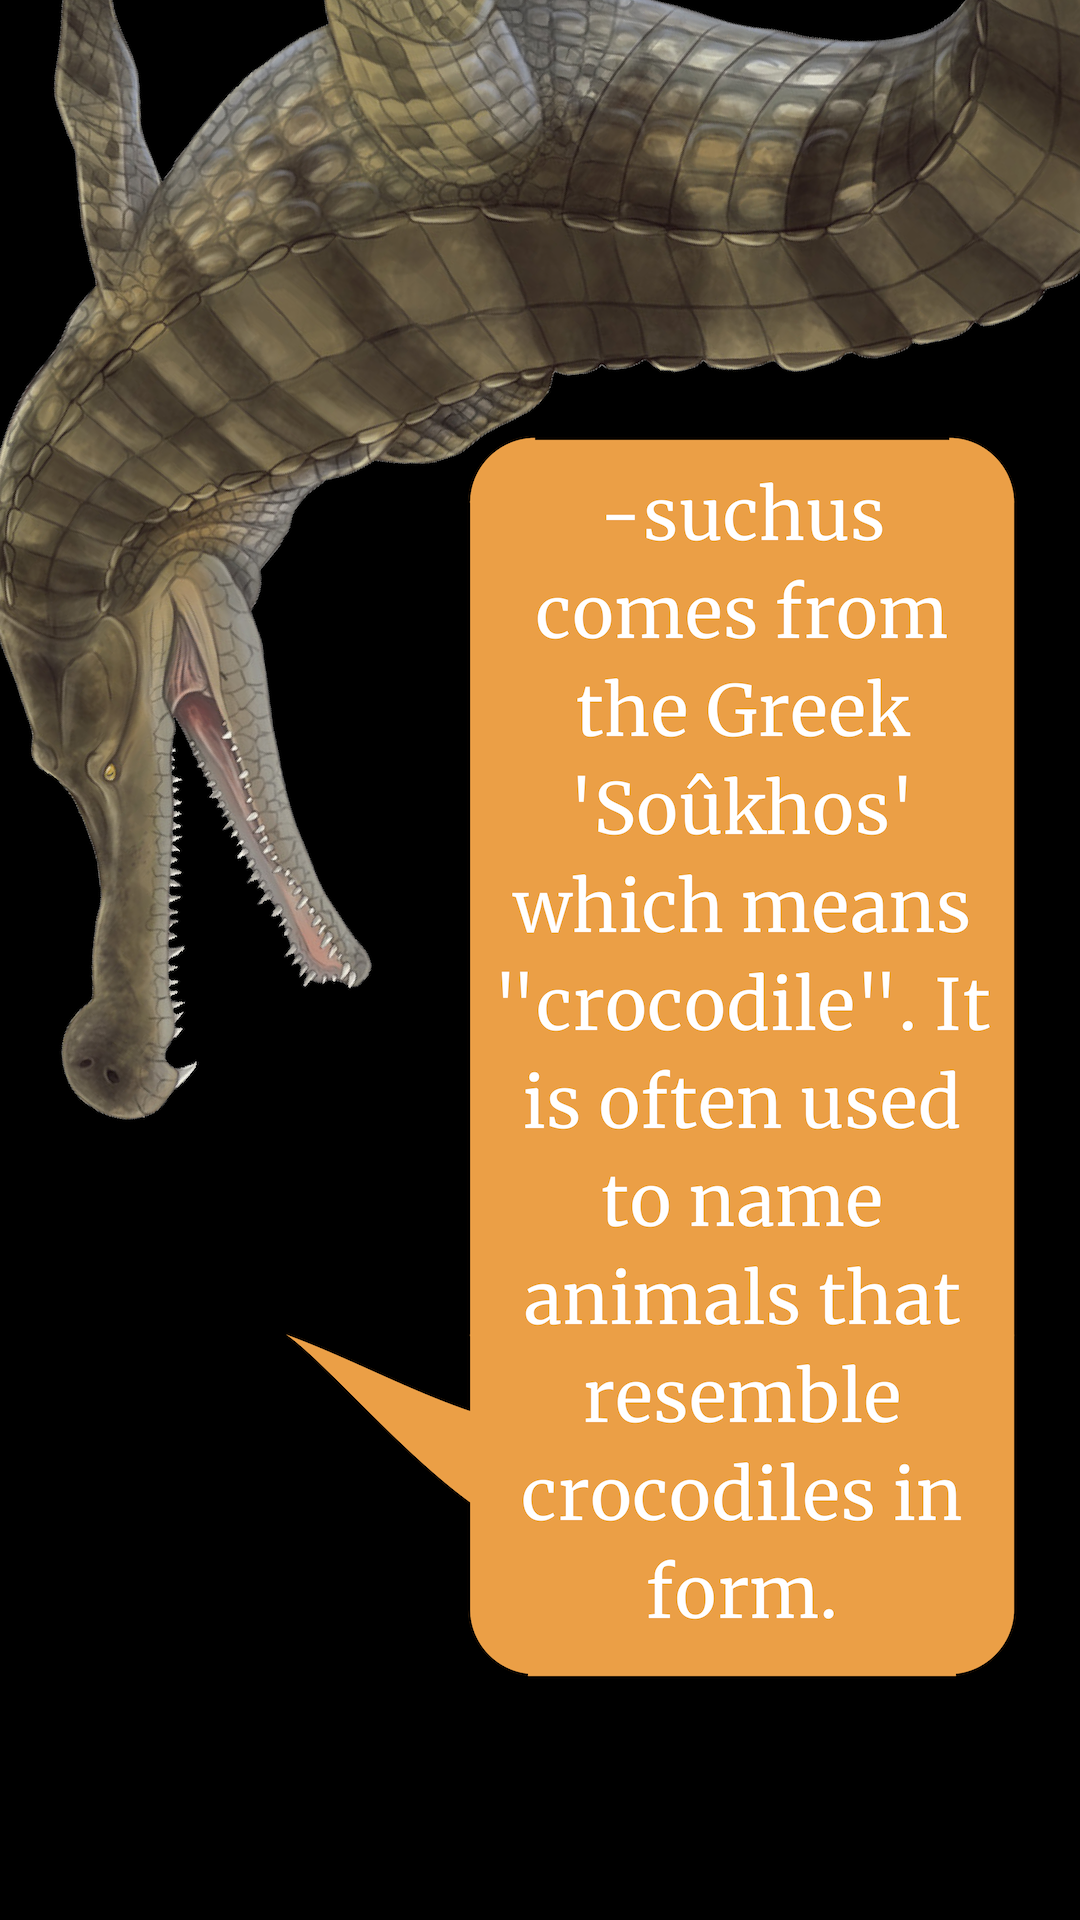 -suchus
comes from
the Greek
'Soûkhos'
which means
"crocodile". It
is often used
to name
animals that
resemble
crocodiles in
form.